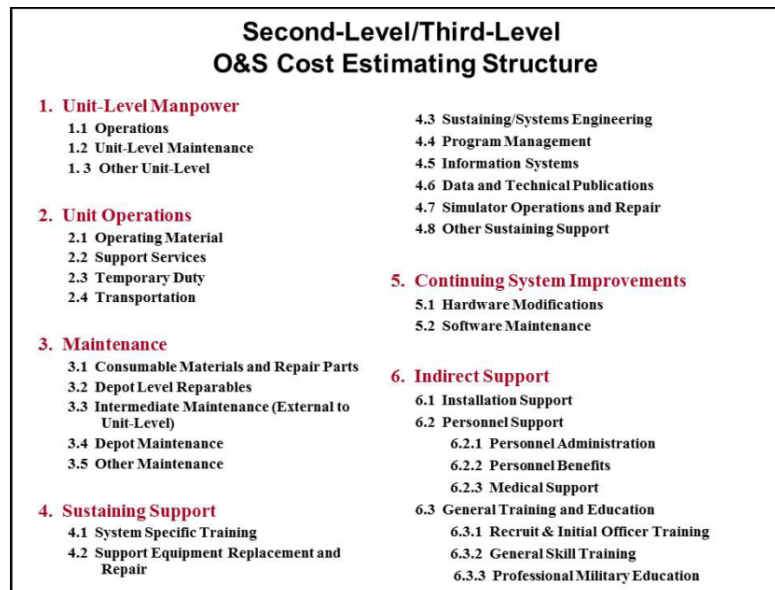 Second-Level/Third-Level
O&S Cost Estimating Structure
1. Unit-Level Manpower
1.1 Operations
1.2 Unit-Level Maintenance
1. 3 Other Unit-Level
2. Unit Operations
2.1 Operating Material
2.2 Support Services
2.3 Temporary Duty
2.4 Transportation
3. Maintenance
3.1 Consumable Materials and Repair Parts
3.2 Depot Level Reparables
3.3 Intermediate Maintenance (External to
Unit-Level)
3.4 Depot Maintenance
3.5 Other Maintenance
4. Sustaining Support
4.1 System Specific Training
4.2 Support Equipment Replacement and
Repair
4.3 Sustaining/Systems Engineering
4.4 Program Management
4.5 Information Systems
4.6 Data and Technical Publications
4.7 Simulator Operations and Repair
4.8 Other Sustaining Support
5. Continuing System Improvements
5.1 Hardware Modifications
5.2 Software Maintenance
6. Indirect Support
6.1 Installation Support
6.2 Personnel Support
6.2.1 Personnel Administration
6.2.2 Personnel Benefits
6.2.3 Medical Support
6.3 General Training and Education
6.3.1 Recruit & Initial Officer Training
6.3.2 General Skill Training
6.3.3 Professional Military Education